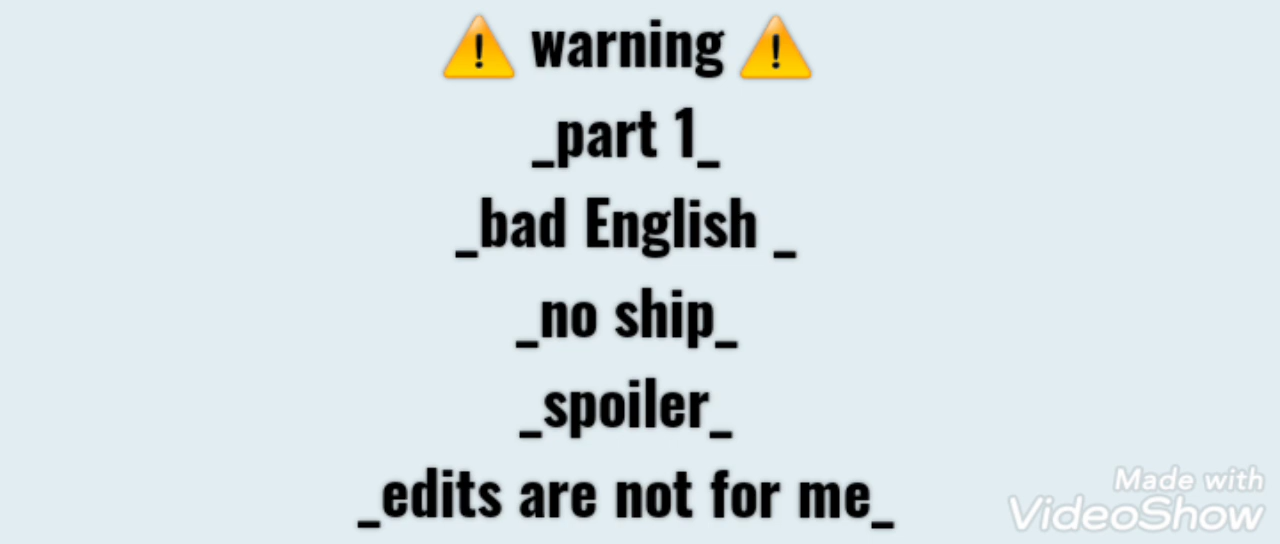 ⚠️ warning ⚠️
_part 1_
_bad English _
_no ship_
_spoiler_
_edits are not for me_
Made with
VideoShow